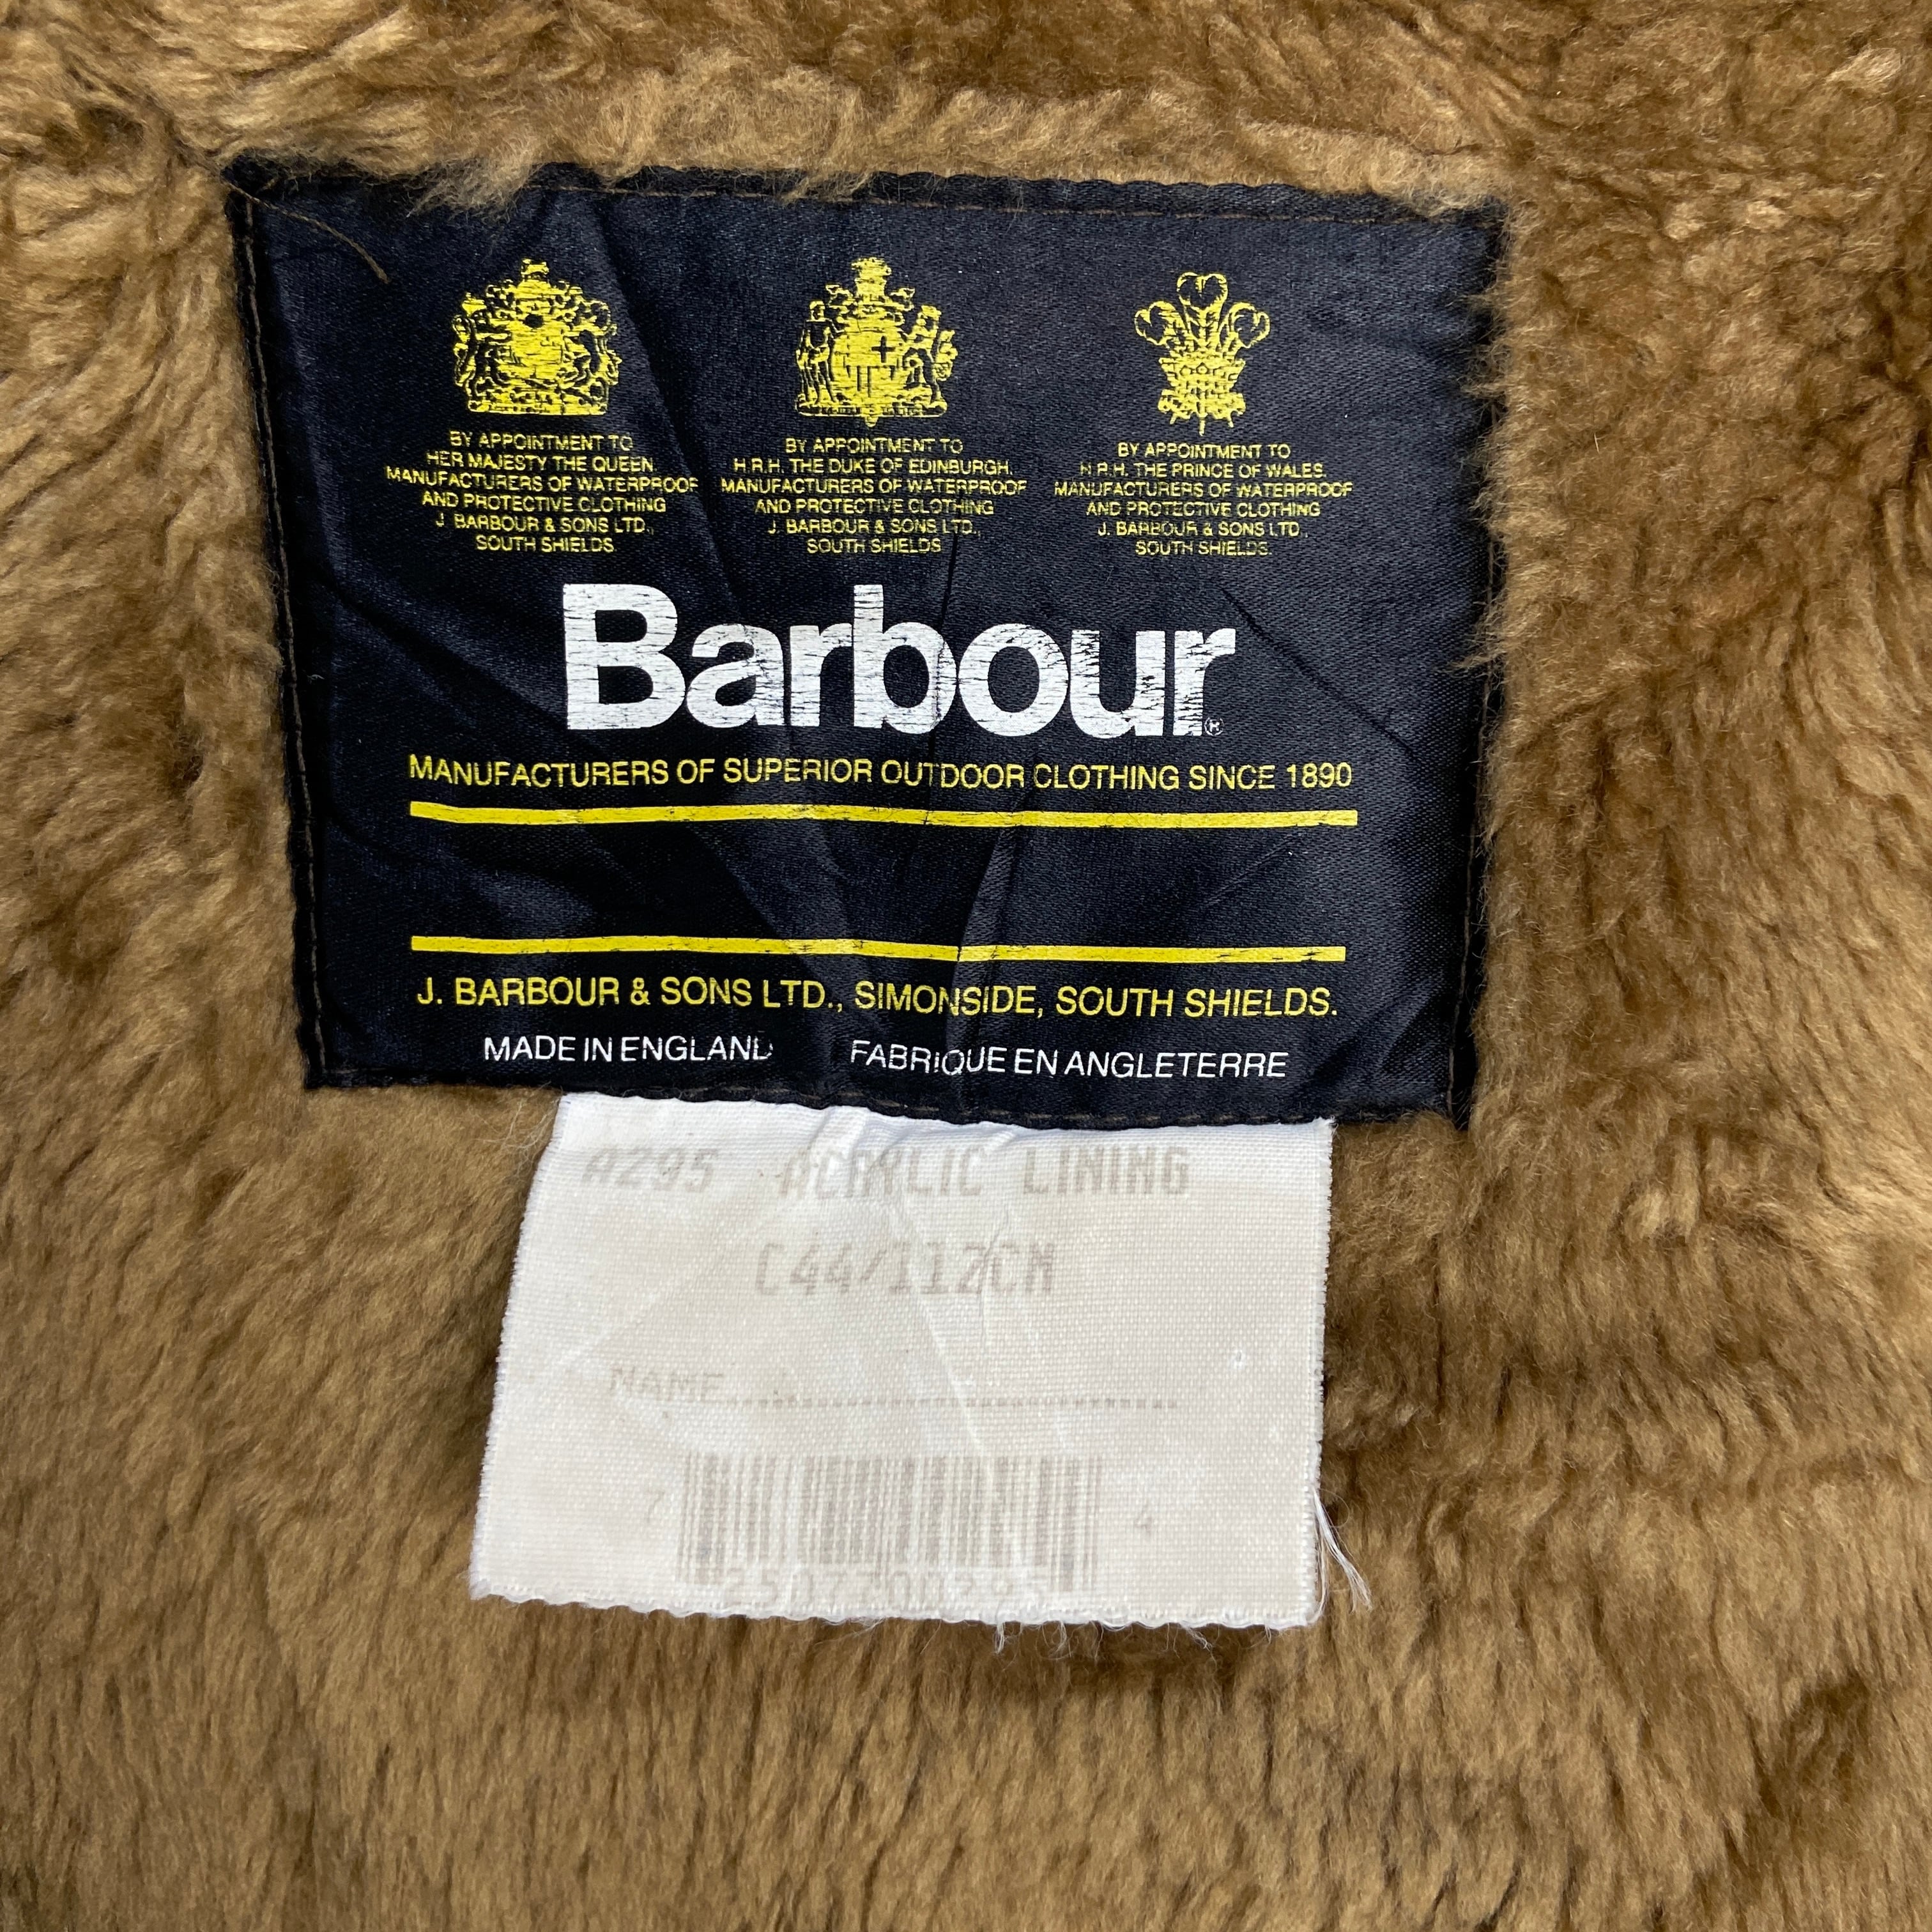 BY APPOINTMENT TO
HER MAJESTY THE QUEEN
MANUFACTURERS OF WATERPROOF
AND PROTECTIVE CLOTHING
J. BARBOUR & SONS LTD.,
SOUTH SHIELDS.
BY APPOINTMENT TO
H.R.H. THE DUKE OF EDINBURGH.
MANUFACTURERS OF WATERPROOF
AND PROTECTIVE CLOTHING
J. BARBOUR & SONS LTD.,
SOUTH SHIELDS
BY APPOINTMENT TO
H.R.H. THE PRINCE OF WALES
MANUFACTURERS OF WATERPROOF
AND PROTECTIVE CLOTHING
J. BARBOUR & SONS LTD.,
SOUTH SHIELDS.
Barbour®
MANUFACTURERS OF SUPERIOR OUTDOOR CLOTHING SINCE 1890
J. BARBOUR & SONS LTD., SIMONSIDE, SOUTH SHIELDS.
MADE IN ENGLAND FABRIQUE EN ANGLETERRE
A295 ACRYLIC LINING
C44/112CM
NAME
7 4